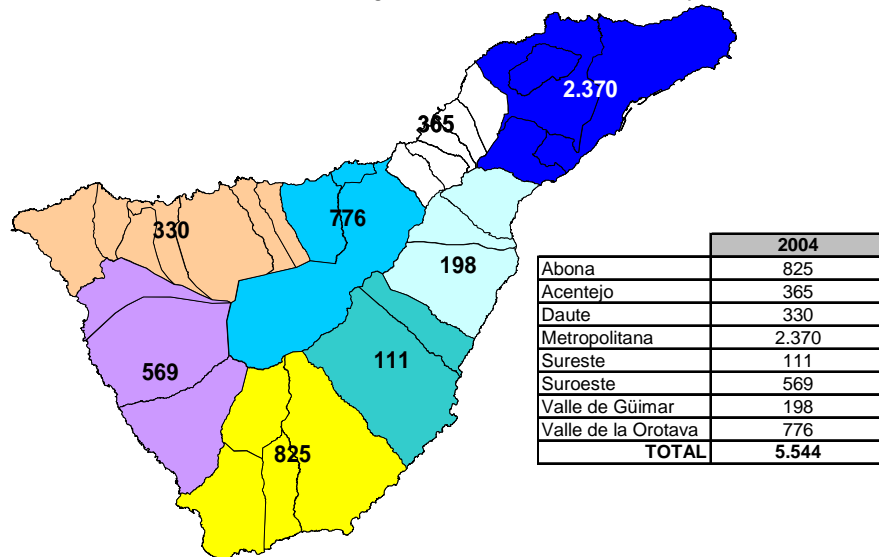 2.370
365
776
330
198
569
111
825
2004
Abona 825
Acentejo 365
Daute 330
Metropolitana 2.370
Sureste 111
Suroeste 569
Valle de Güimar 198
Valle de la Orotava 776
TOTAL 5.544